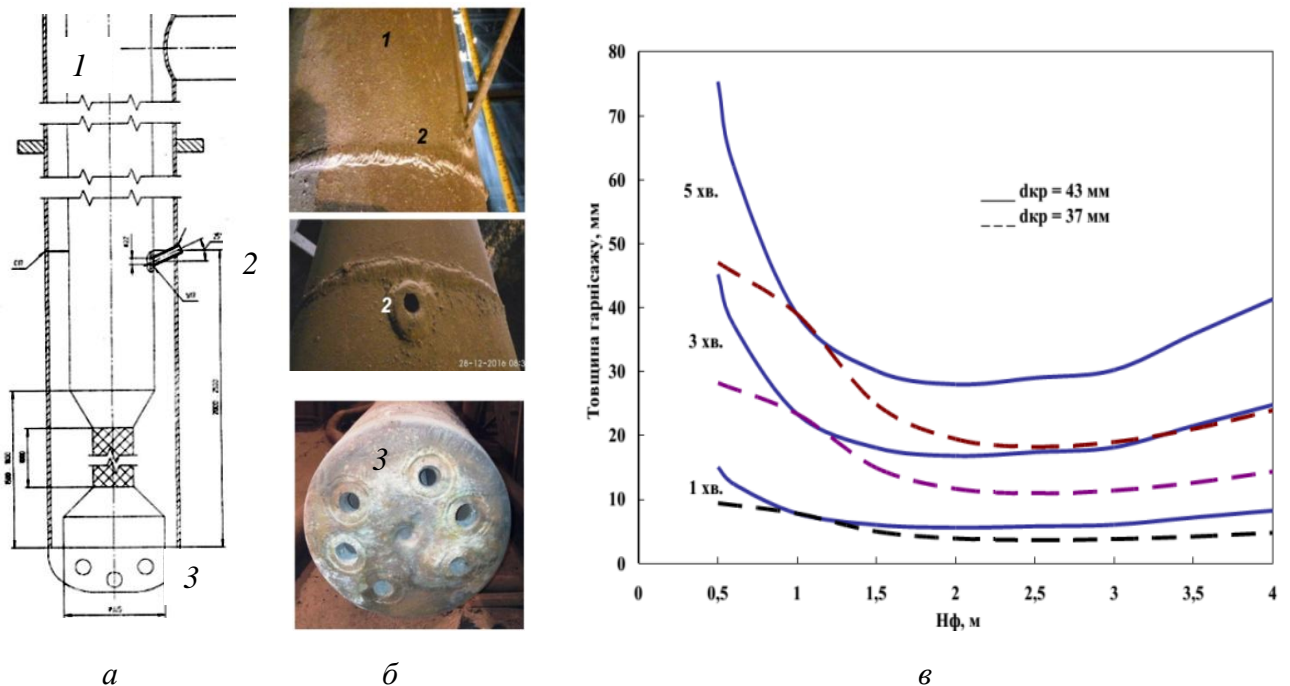 1
2
3
1
2
2
28-12-2016 08:3
3
Товщина гарнісажу, мм
80
70
60
50
40
30
20
10
0
5 хв.
3 хв.
1 хв.
dкр = 43 мм
dкр = 37 мм
0 0,5 1 1,5 2 2,5 3 3,5 4
Нф, м
а б в